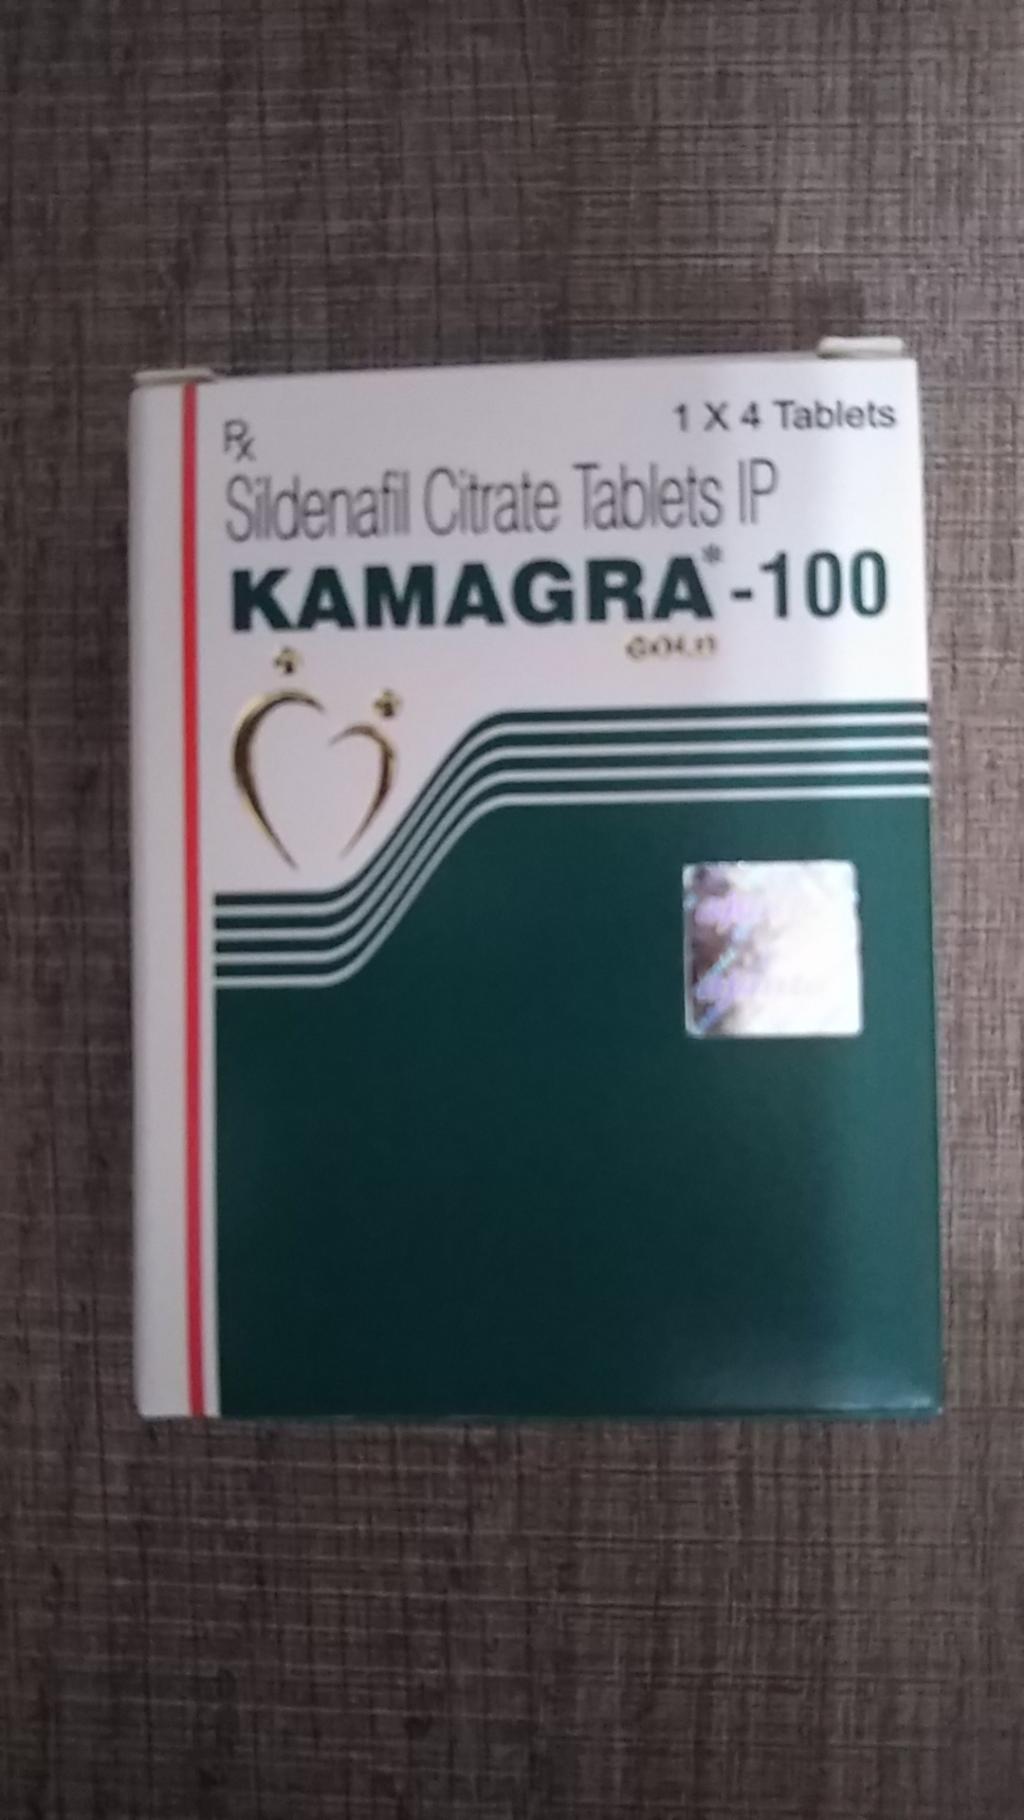 1 X 4 Tablets
Rx
Sildenafil Citrate Tablets IP
KAMAGRA*-100
GOLD